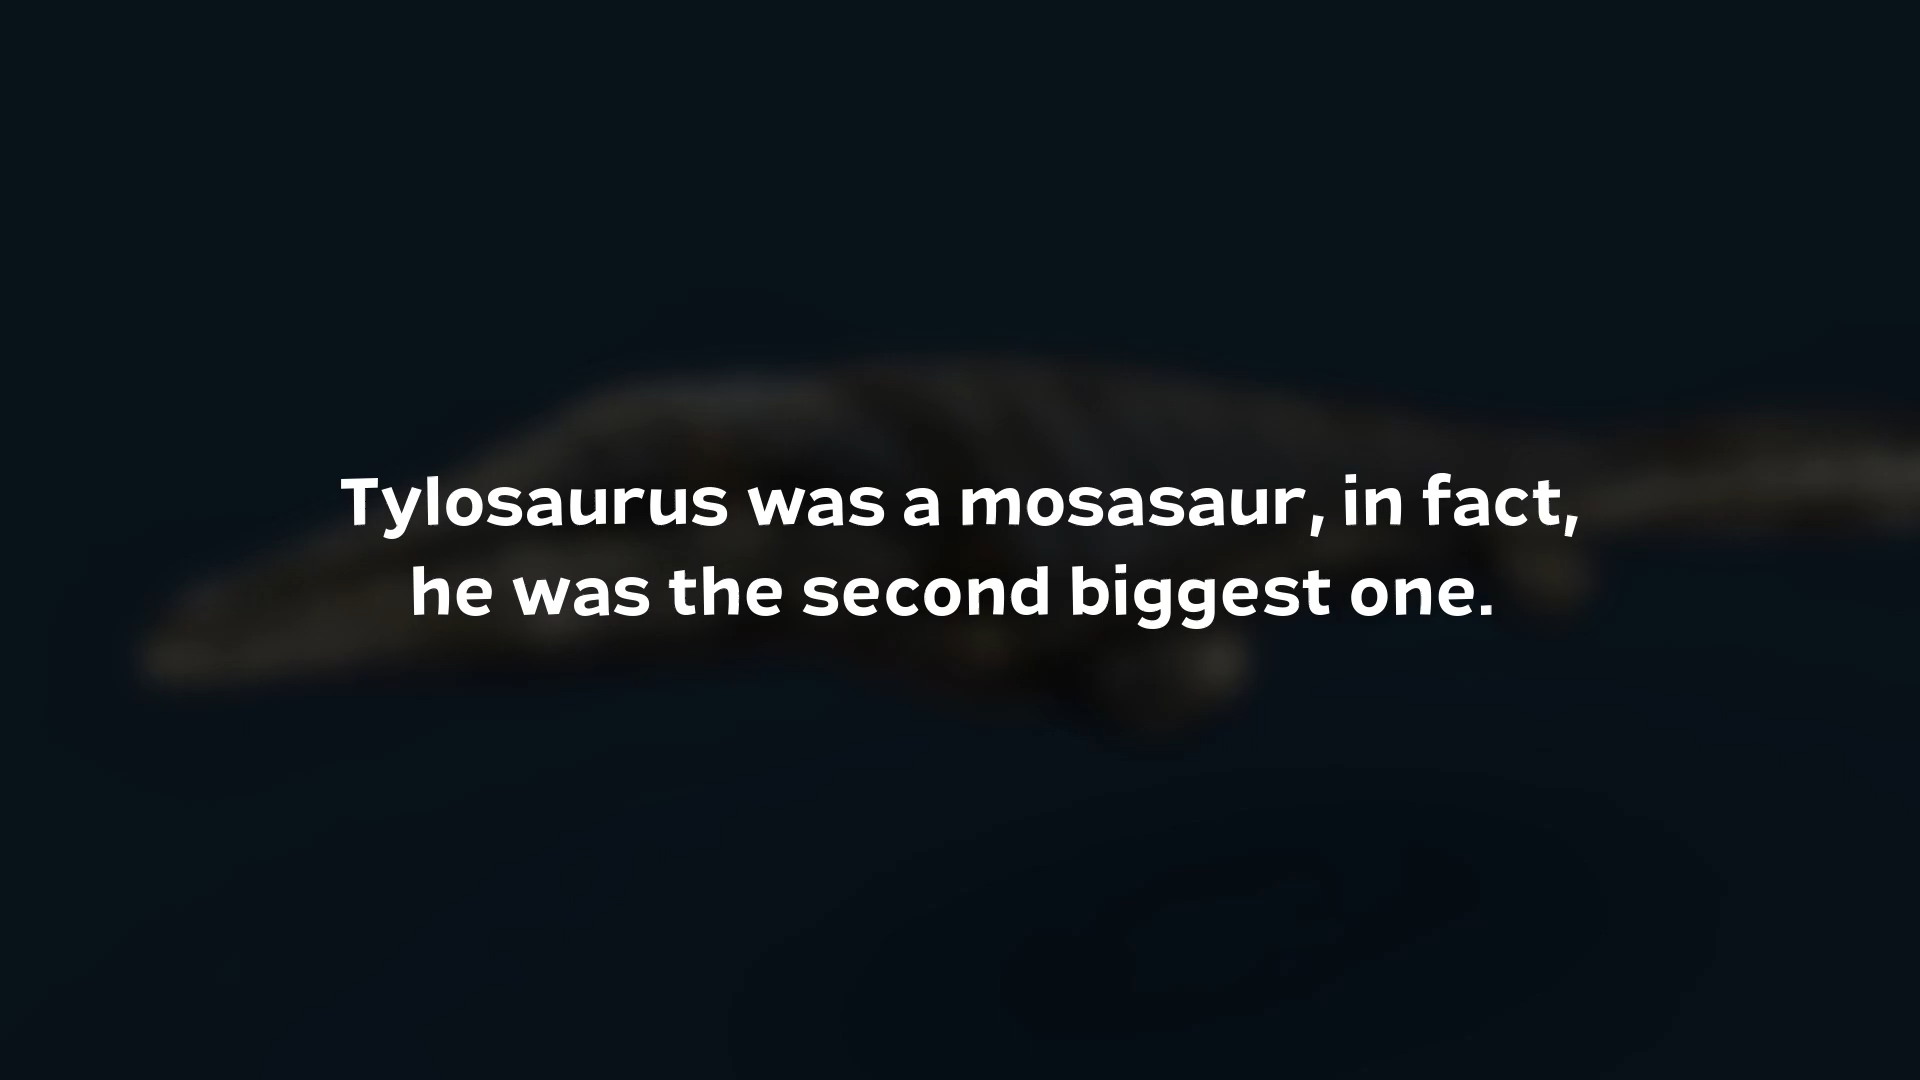 Tylosaurus was a mosasaur, in fact,
he was the second biggest one.